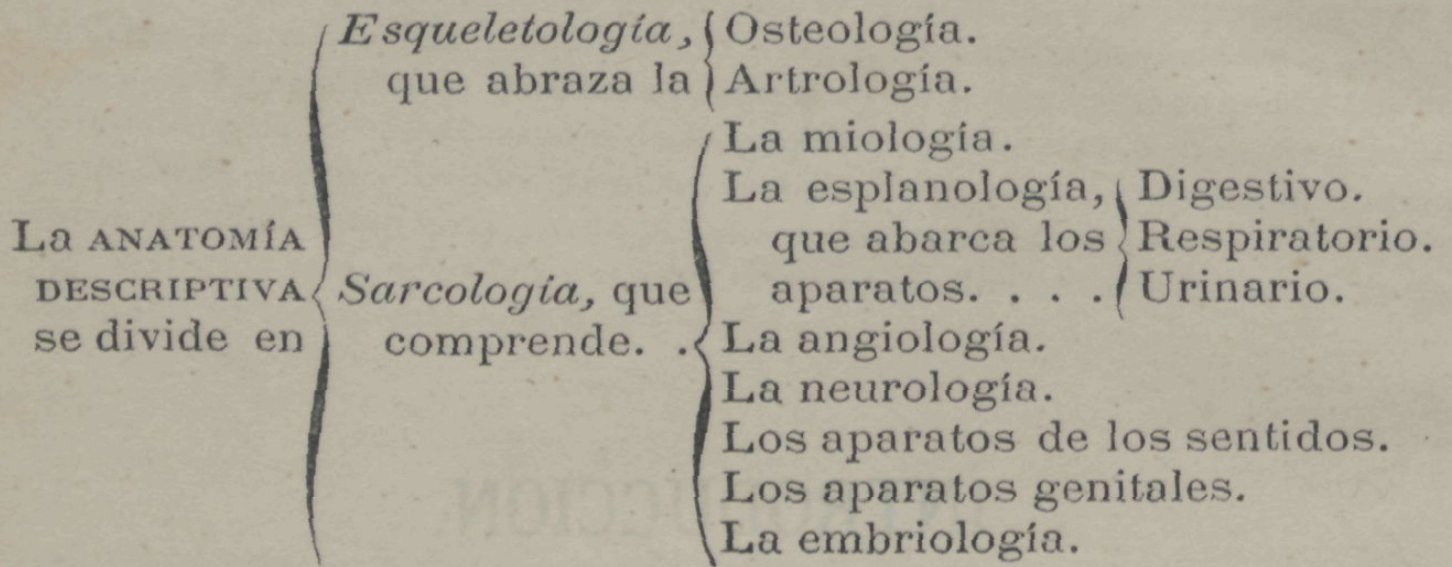 Esqueletología, Osteología.
que abraza la Artrología.
La miología.
La esplanología, Digestivo.
La ANATOMÍA que abarca los Respiratorio.
DESCRIPTIVA Sarcología, que aparatos. . . . Urinario.
se divide en comprende. . La angiología.
La neurología.
Los aparatos de los sentidos.
Los aparatos genitales.
La embriología.